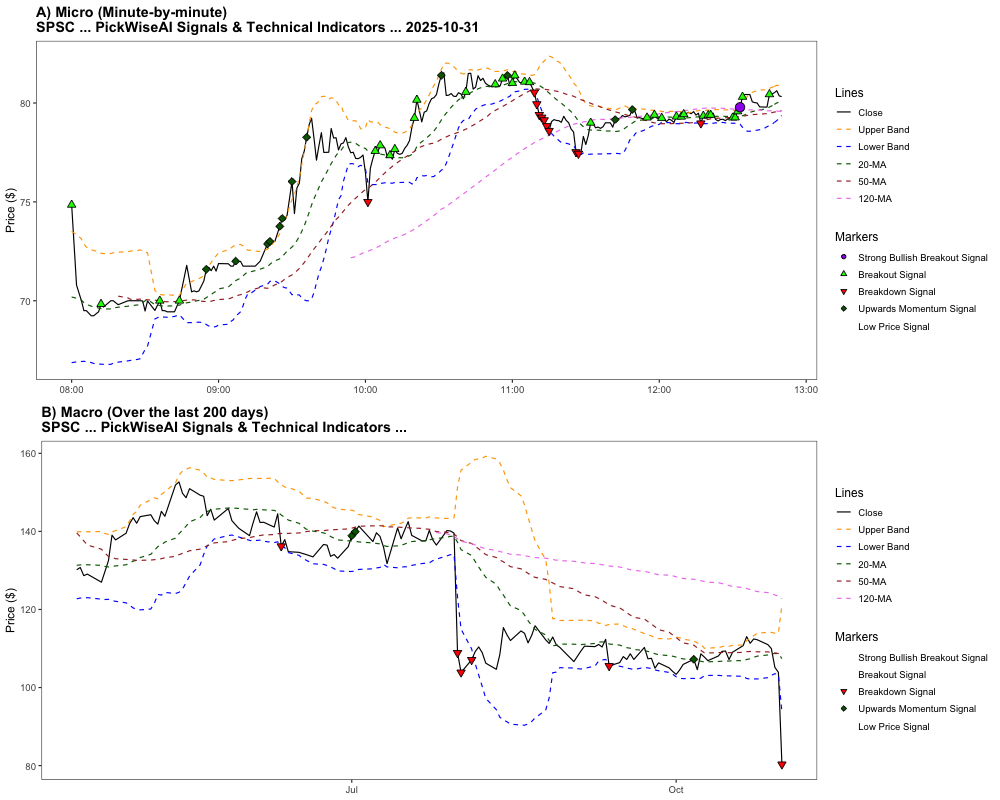 A) Micro (Minute-by-minute)
SPSC ... PickWiseAI Signals & Technical Indicators ... 2025-10-31
Price ($)
80
75
70
08:00
09:00
10:00
11:00
12:00
13:00
Lines
Close
Upper Band
Lower Band
20-MA
50-MA
120-MA
Markers
Strong Bullish Breakout Signal
Breakout Signal
Breakdown Signal
Upwards Momentum Signal
Low Price Signal
B) Macro (Over the last 200 days)
SPSC ... PickWiseAI Signals & Technical Indicators ...
Price ($)
160
140
120
100
80
Jul
Oct
Lines
Close
Upper Band
Lower Band
20-MA
50-MA
120-MA
Markers
Strong Bullish Breakout Signal
Breakout Signal
Breakdown Signal
Upwards Momentum Signal
Low Price Signal